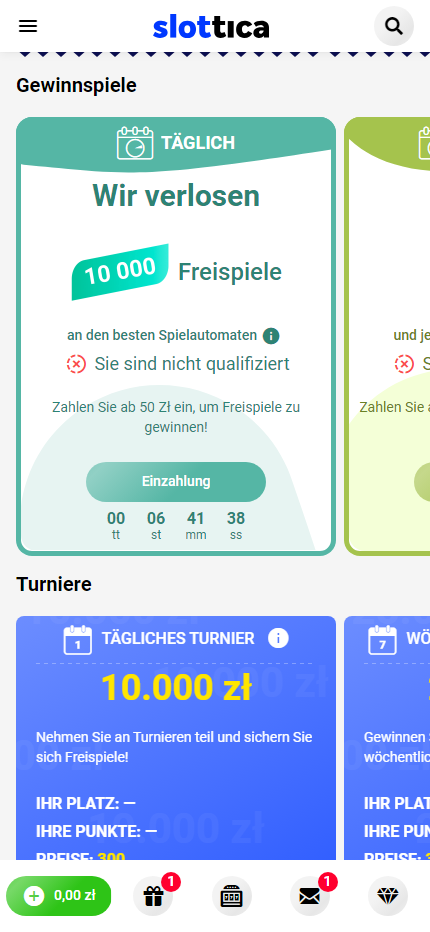 slottica
Gewinnspiele
TÄGLICH
Wir verlosen
10 000 Freispiele
an den besten Spielautomaten
und je
Sie sind nicht qualifiziert
S
Zahlen Sie ab 50 Zł ein, um Freispiele zu
gewinnen!
Zahlen Sie a
Einzahlung
00 06 41 38
tt st mm ss
Turniere
1 TÄGLICHES TURNIER
7 WÖ
10.000 zł
Nehmen Sie an Turnieren teil und sichern Sie
sich Freispiele!
Gewinnen
wöchentlic
IHR PLATZ: —
IHR PLAT
IHRE PUNKTE: —
IHRE PUN
PREISE: 300
PREISE:
0,00 zł
1
1